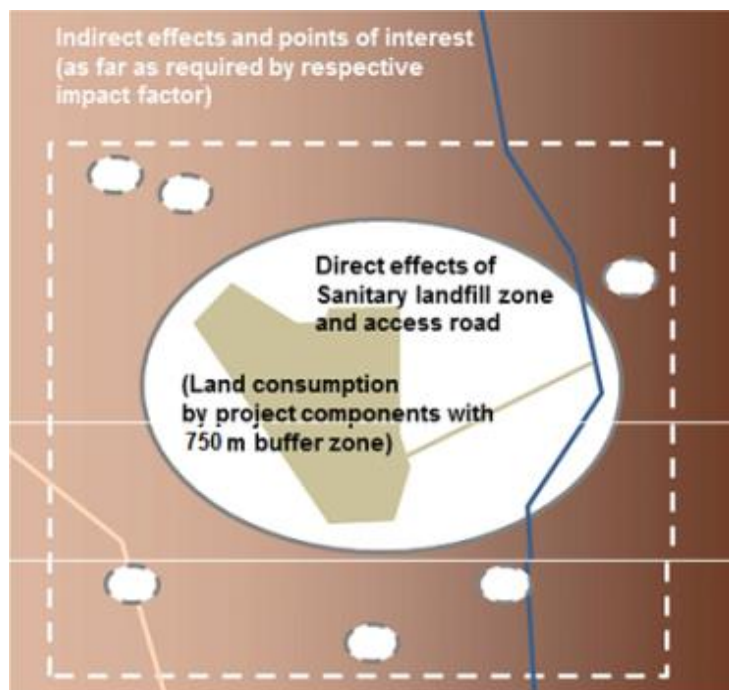 Indirect effects and points of interest
(as far as required by respective
impact factor)
Direct effects of
Sanitary landfill zone
and access road
(Land consumption
by project components with
750 m buffer zone)